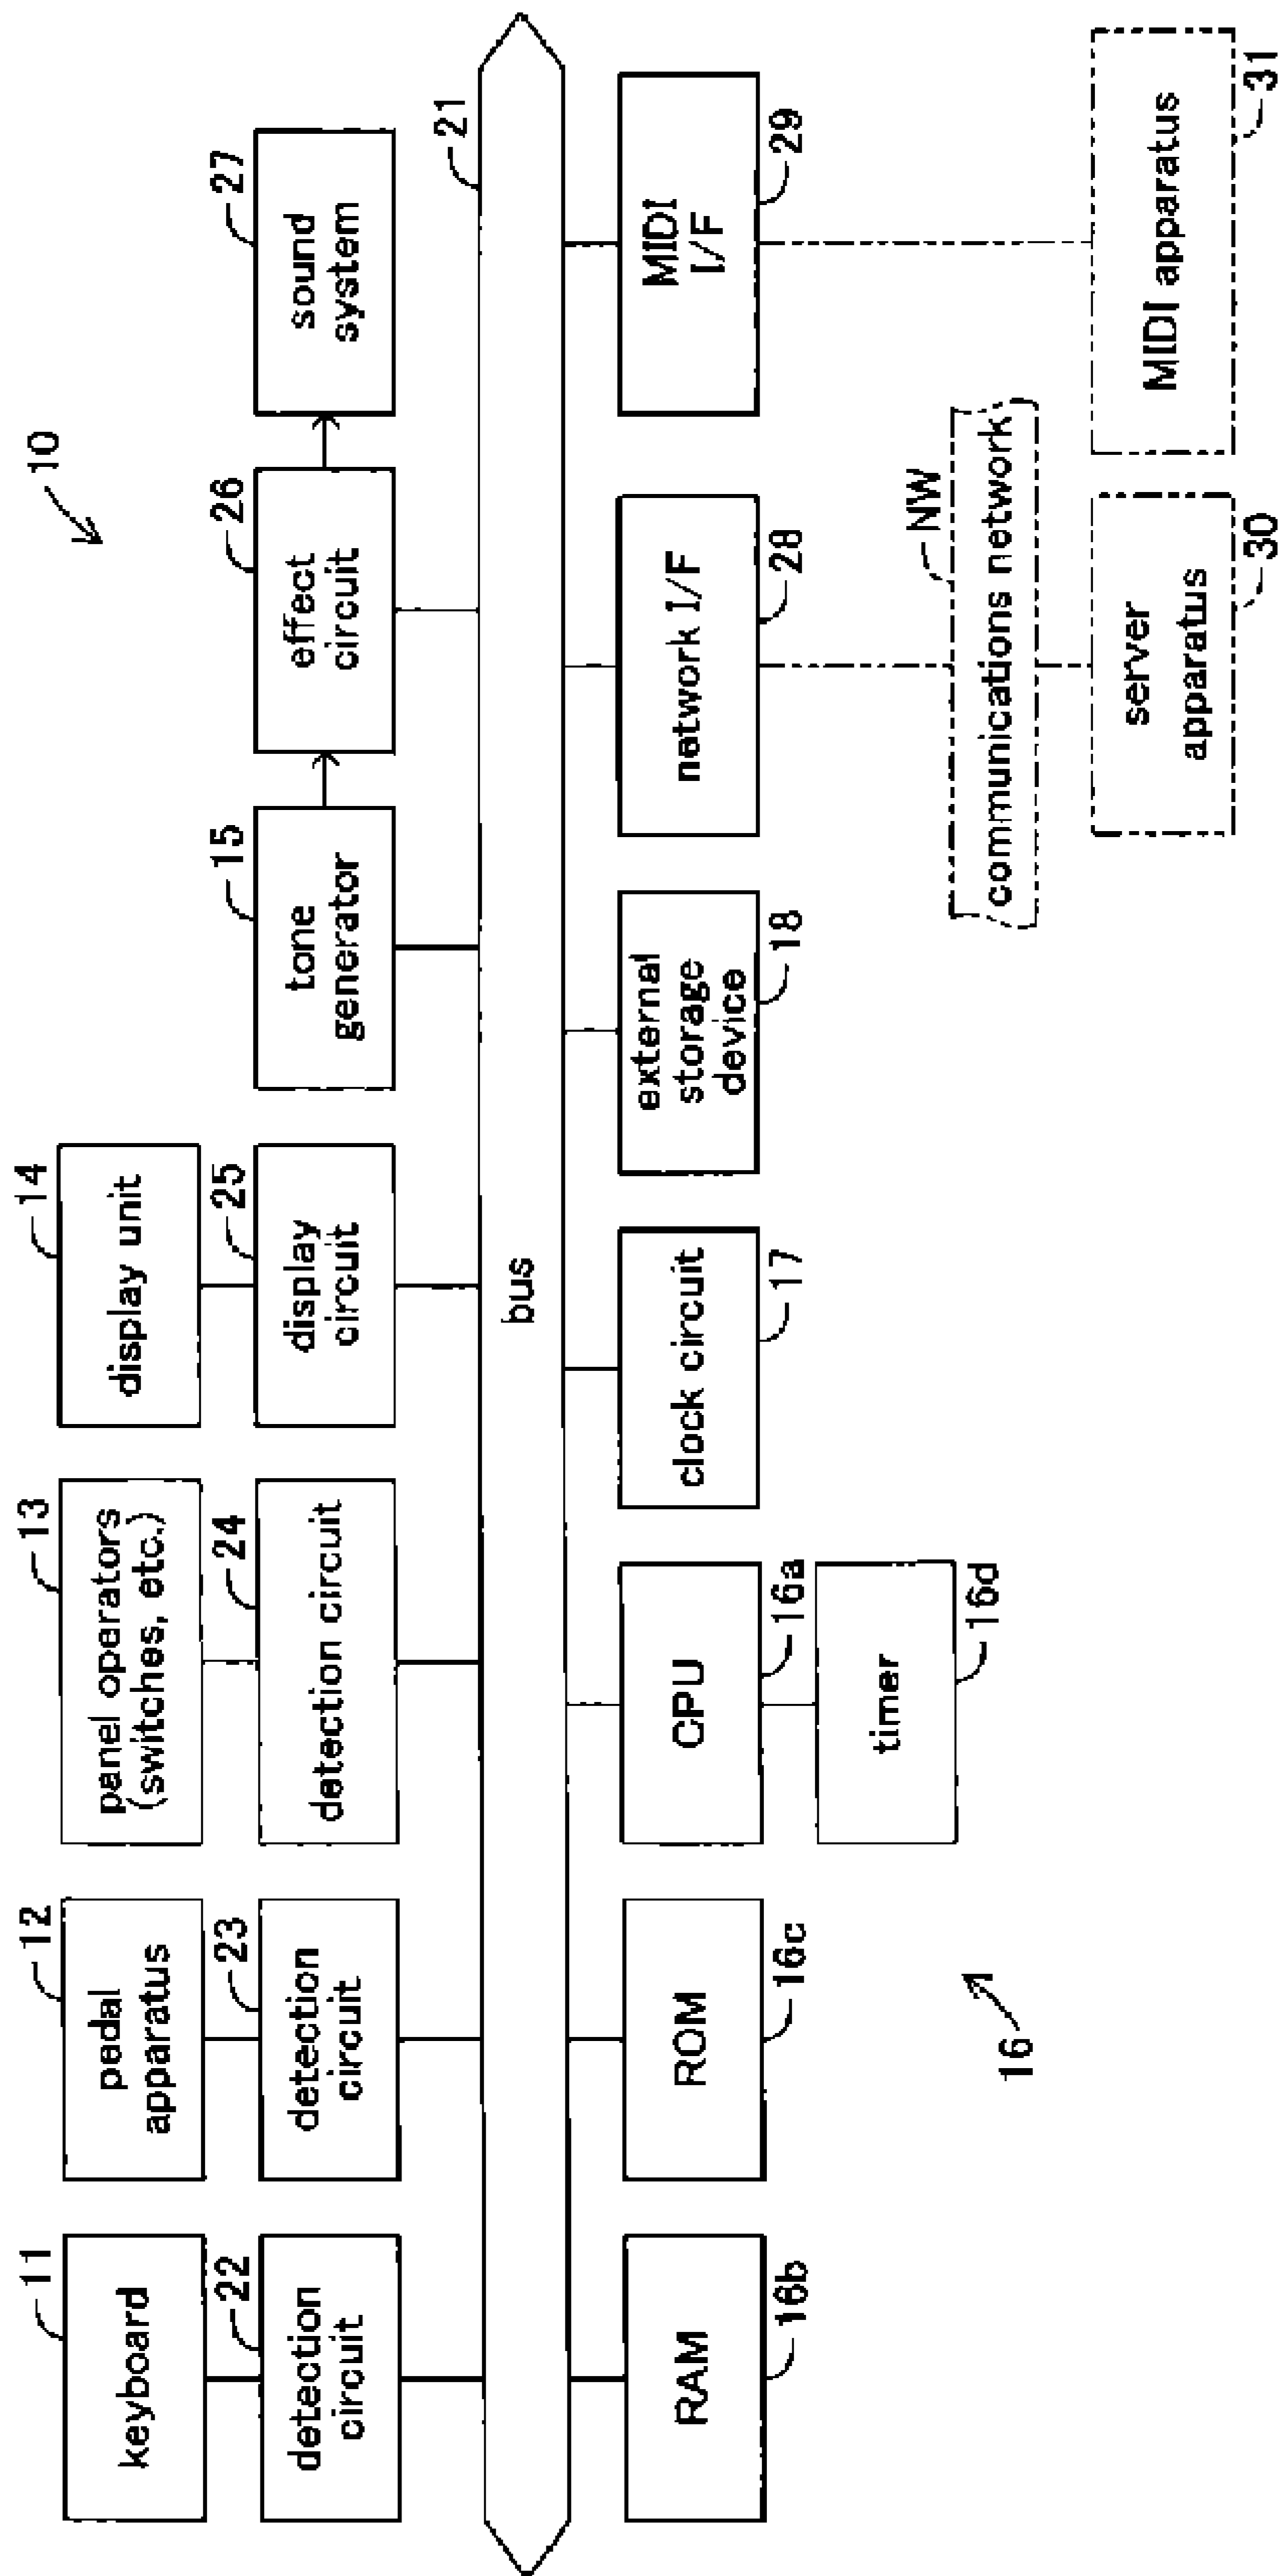 10
11
12
13
14
keyboard
pedal
apparatus
panel operators
(switches, etc.)
display unit
22
23
24
25
15
26
27
detection
circuit
detection
circuit
detection circuit
display
circuit
tone
generator
effect
circuit
sound
system
21
bus
RAM
ROM
CPU
clock circuit
external
storage
device
network I/F
MIDI
I/F
16b
16c
16a
17
18
28
29
timer
16d
16
NW
communications network
server
apparatus
MIDI apparatus
30
31